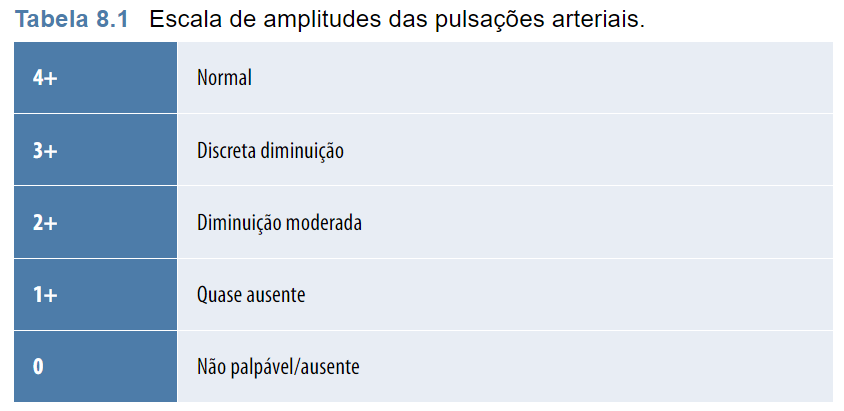 Tabela 8.1 Escala de amplitudes das pulsações arteriais.
4+ Normal
3+ Discreta diminuição
2+ Diminuição moderada
1+ Quase ausente
0 Não palpável/ausente